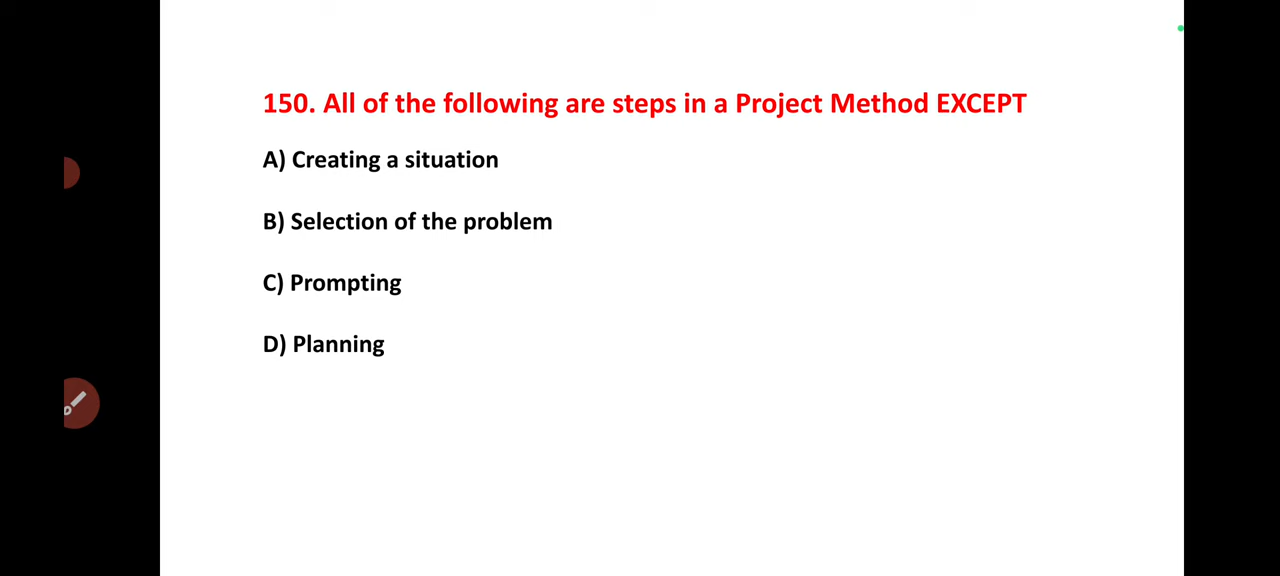 150. All of the following are steps in a Project Method EXCEPT
A) Creating a situation
B) Selection of the problem
C) Prompting
D) Planning